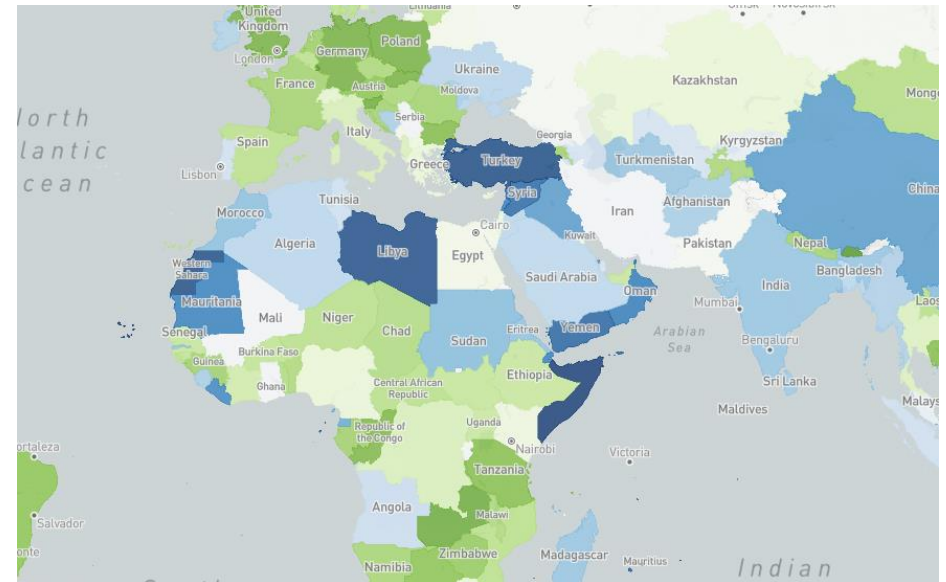 Lithuania
United
Kingdom
London
Germany
Poland
France
Austria
Ukraine
Moldova
Kazakhstan
Mong
orth
lantic
cean
Spain
Lisbon
Italy
Serbia
Greece
Turkey
Georgia
Turkmenistan
Kyrgyzstan
Tunisia
Syria
Cairo
Iran
Afghanistan
China
Morocco
Algeria
Libya
Egypt
Kuwait
Pakistan
Nepal
Western
Sahara
Saudi Arabia
Bangladesh
Mauritania
Mali
Niger
Chad
Sudan
Oman
Mumbai
India
Laos
Senegal
Eritrea
Yemen
Arabian
Sea
Bengaluru
Guinea
Burkina Faso
Ghana
Central African
Republic
Ethiopia
Sri Lanka
Maldives
Malays
Republic of
the Congo
Uganda
Nairobi
Victoria
ortaleza
Tanzania
Salvador
Angola
Malawi
onte
Zimbabwe
Namibia
Madagascar
Mauritius
Indian